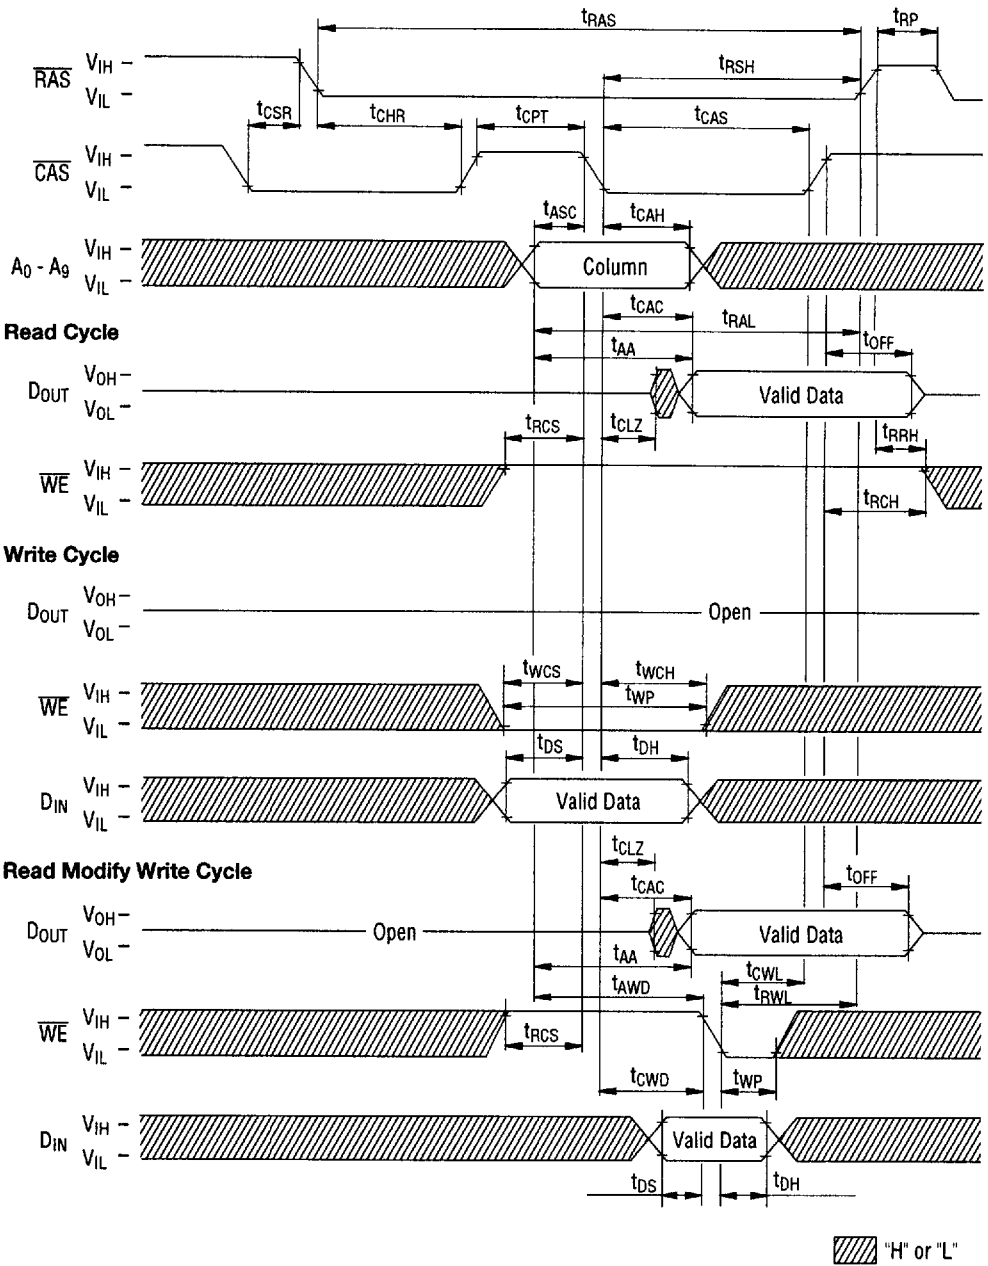 tRAS tRP
RAS VIH
VIL
tRSH
tCSR tCHR tCPT tCAS
CAS VIH
VIL
tASC tCAH
A0 - A9 VIH
VIL
Column
tCAC tRAL
Read Cycle
tAA tOFF
DOUT VOH
VOL
Valid Data
tRCS tCLZ tRRH
WE VIH
VIL
tRCH
Write Cycle
DOUT VOH
VOL
Open
tWCS tWCH
WE VIH
VIL
tWP
tDS tDH
DIN VIH
VIL
Valid Data
tCLZ
Read Modify Write Cycle
tCAC tOFF
DOUT VOH
VOL
Open
Valid Data
tAA tCWL
tAWD tRWL
WE VIH
VIL
tRCS
tCWD tWP
DIN VIH
VIL
Valid Data
tDS tDH
"H" or "L"